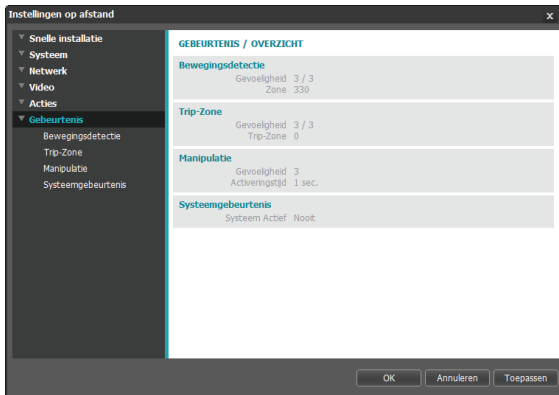 Instellingen op afstand
x
Snelle installatie
Systeem
Netwerk
Video
Acties
Gebeurtenis
Bewegingsdetectie
Trip-Zone
Manipulatie
Systeemgebeurtenis
GEBEURTENIS / OVERZICHT
Bewegingsdetectie
Gevoeligheid 3 / 3
Zone 330
Trip-Zone
Gevoeligheid 3 / 3
Trip-Zone 0
Manipulatie
Gevoeligheid 3
Activeringstijd 1 sec.
Systeemgebeurtenis
Systeem Actief Nooit
OK Annuleren Toepassen